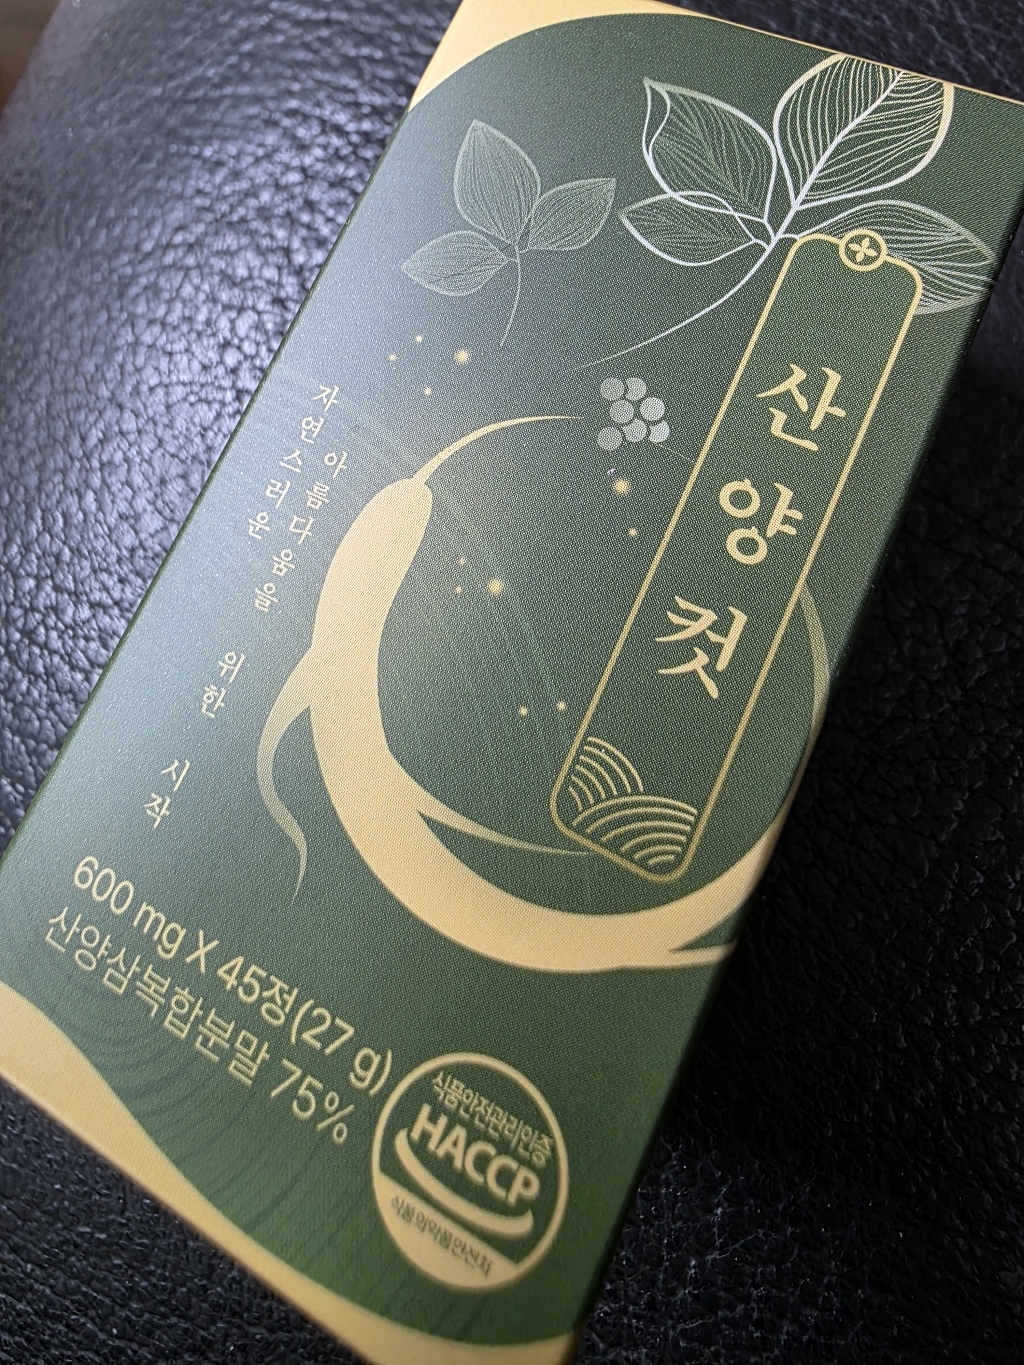 산양컷
자연스러운
아름다움을
위한
시작
600 mg X 45정(27 g)
산양삼복합분말 75%
식품안전관리인증
HACCP
식품의약품안전처